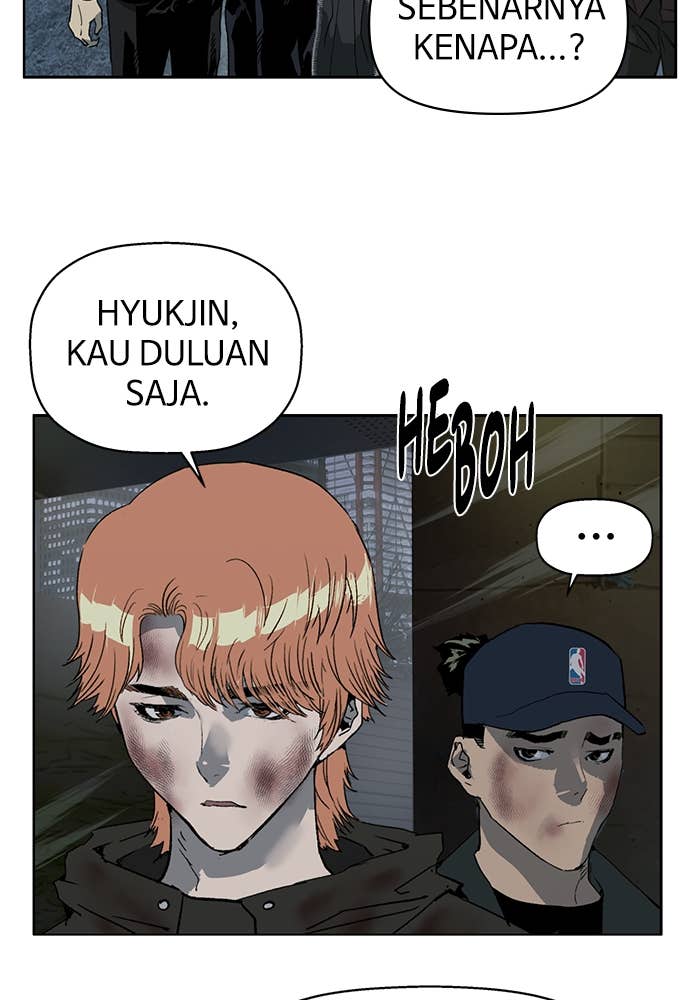 SEBENARNYA
KENAPA...?
HYUKJIN,
KAU DULUAN
SAJA.
HEBOH
...